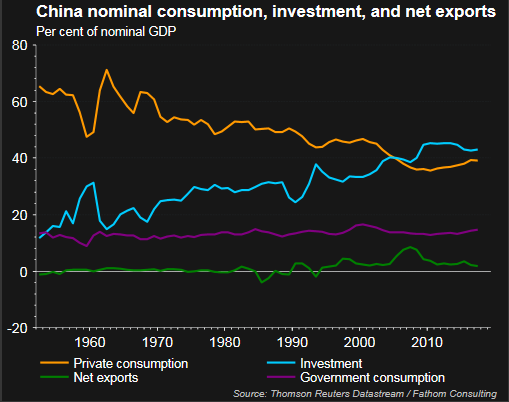 China nominal consumption, investment, and net exports
Per cent of nominal GDP
80
60
40
20
0
-20
1960 1970 1980 1990 2000 2010
Private consumption Investment
Net exports Government consumption
Source: Thomson Reuters Datastream / Fathom Consulting